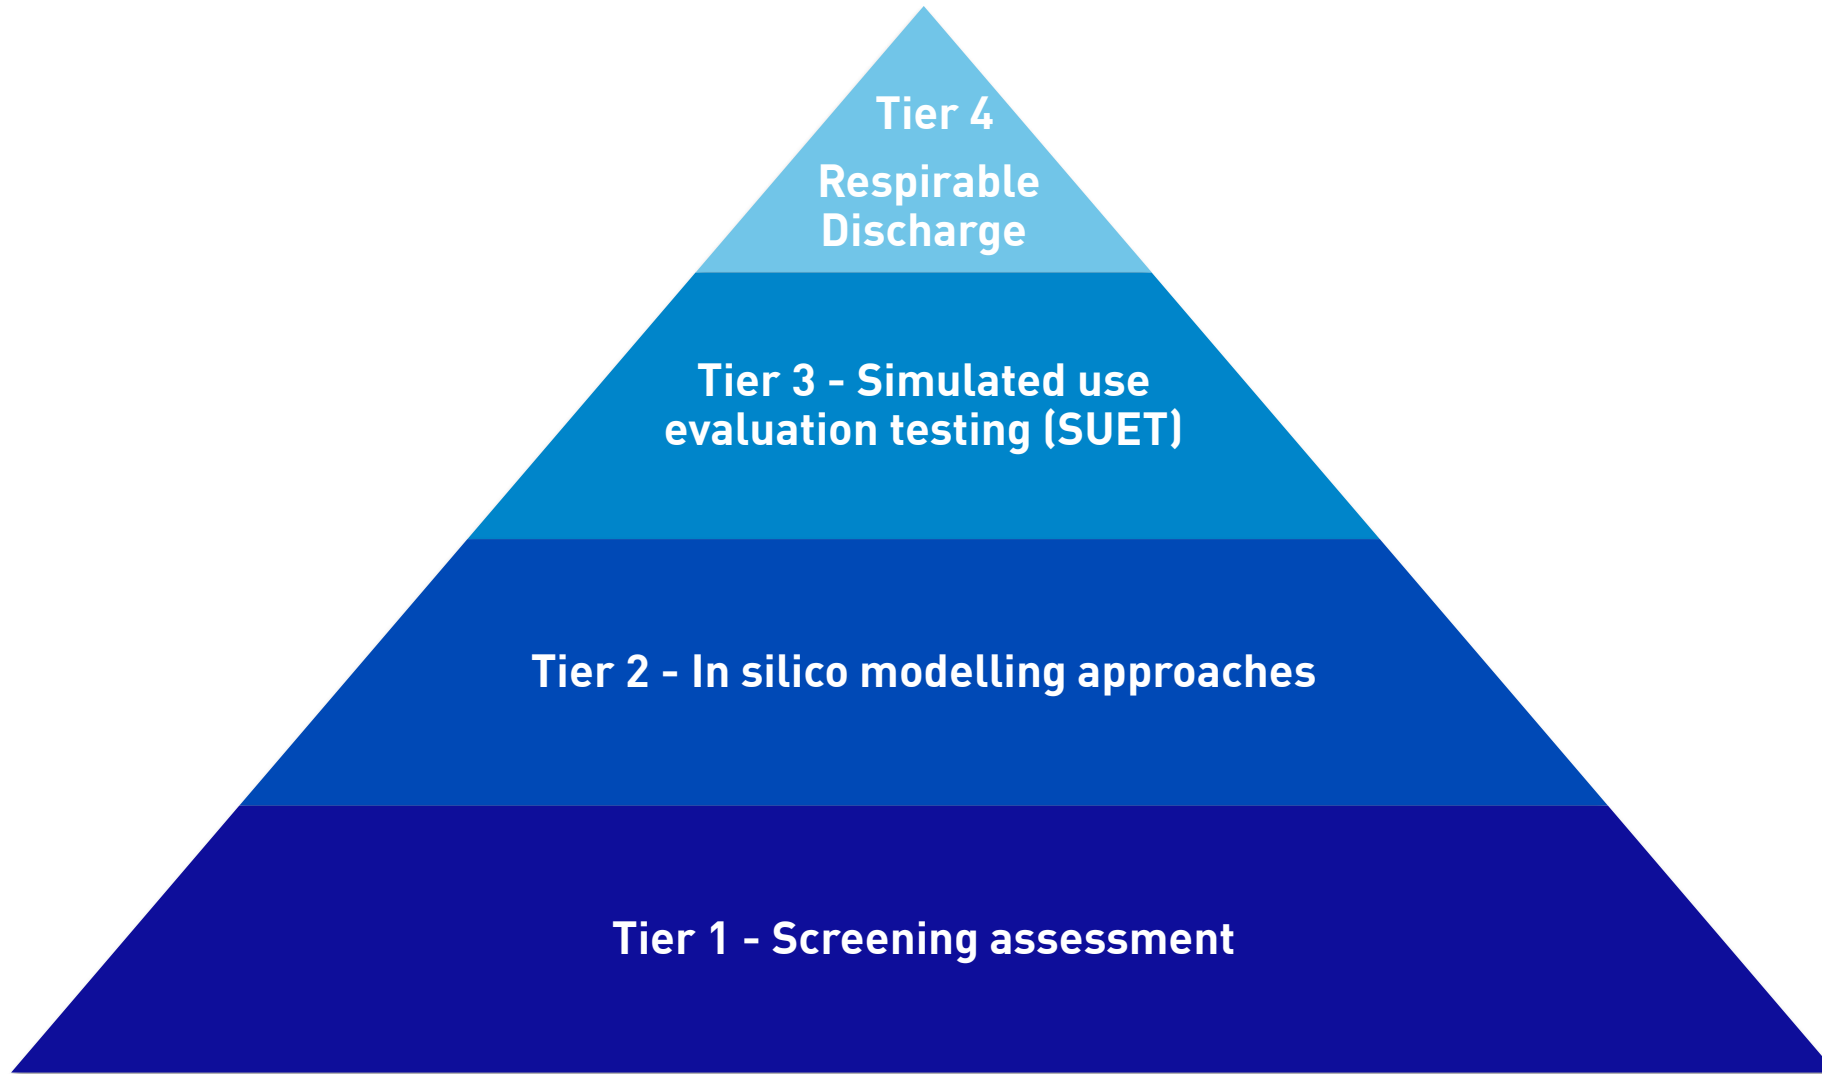 Tier 4
Respirable
Discharge
Tier 3 - Simulated use
evaluation testing (SUET)
Tier 2 - In silico modelling approaches
Tier 1 - Screening assessment